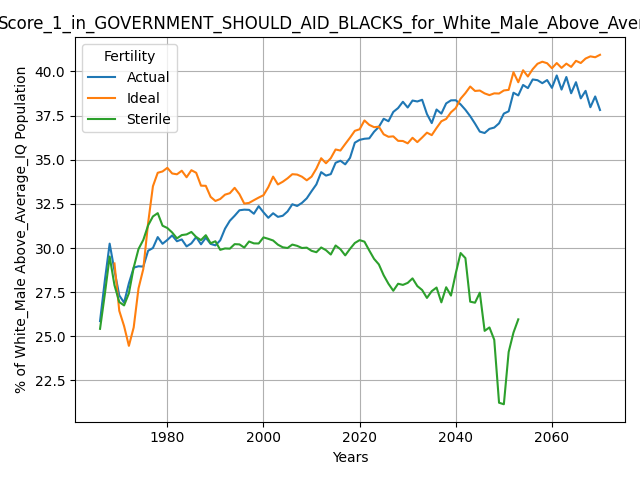 Score_1_in_GOVERNMENT_SHOULD_AID_BLACKS_for_White_Male_Above_Aver
Fertility
Actual
Ideal
Sterile
% of White_Male Above_Average_IQ Population
40.0
37.5
35.0
32.5
30.0
27.5
25.0
22.5
1980
2000
2020
2040
2060
Years